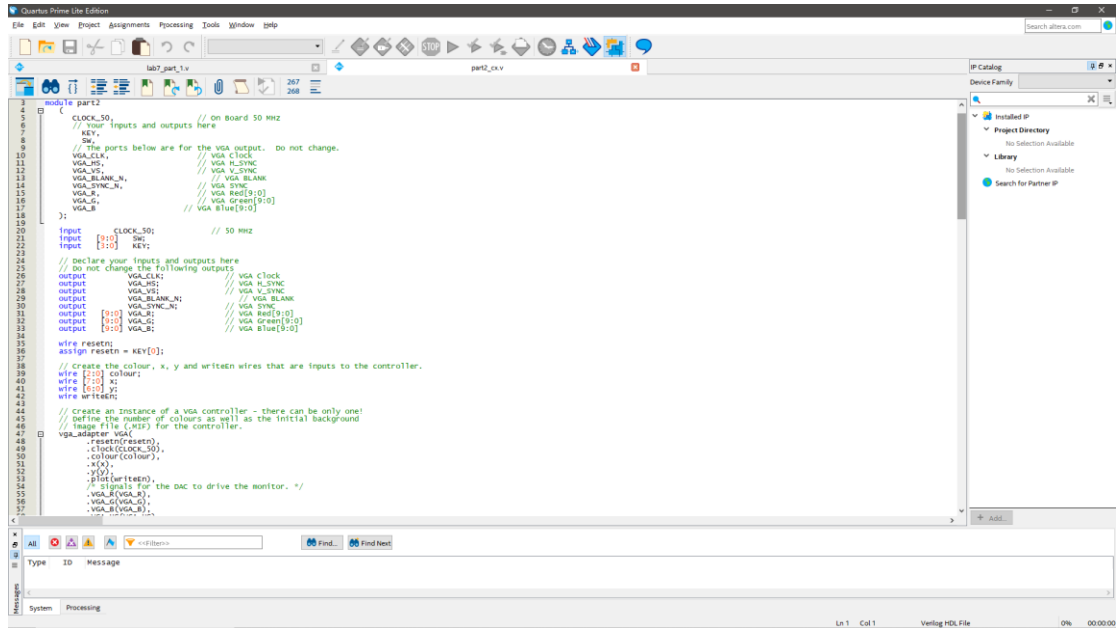 Quartus Prime Lite Edition
File Edit View Project Assignments Processing Tools Window Help
Search altera.com
lab7_part_1.v
part2_cx.v
IP Catalog
267
268
Device Family
3 module part2
4 (
5 CLOCK_50, // On Board 50 MHz
6 // Your inputs and outputs here
7 KEY,
8 SW,
9 // The ports below are for the VGA output. Do not change.
10 VGA_CLK, // VGA Clock
11 VGA_HS, // VGA H_SYNC
12 VGA_VS, // VGA V_SYNC
13 VGA_BLANK_N, // VGA BLANK
14 VGA_SYNC_N, // VGA SYNC
15 VGA_R, // VGA Red[9:0]
16 VGA_G, // VGA Green[9:0]
17 VGA_B // VGA Blue[9:0]
18 );
19
20 input CLOCK_50; // 50 MHz
21 input [9:0] SW;
22 input [3:0] KEY;
23
24 // Declare your inputs and outputs here
25 // Do not change the following outputs
26 output VGA_CLK; // VGA Clock
27 output VGA_HS; // VGA H_SYNC
28 output VGA_VS; // VGA V_SYNC
29 output VGA_BLANK_N; // VGA BLANK
30 output VGA_SYNC_N; // VGA SYNC
31 output [9:0] VGA_R; // VGA Red[9:0]
32 output [9:0] VGA_G; // VGA Green[9:0]
33 output [9:0] VGA_B; // VGA Blue[9:0]
34
35 wire resetn;
36 assign resetn = KEY[0];
37
38 // Create the colour, x, y and writeEn wires that are inputs to the controller.
39 wire [2:0] colour;
40 wire [7:0] x;
41 wire [6:0] y;
42 wire writeEn;
43
44 // Create an Instance of a VGA controller - there can be only one!
45 // Define the number of colours as well as the initial background
46 // image file (.MIF) for the controller.
47 vga_adapter VGA(
48 .resetn(resetn),
49 .clock(CLOCK_50),
50 .colour(colour),
51 .x(x),
52 .y(y),
53 .plot(writeEn),
54 /* Signals for the DAC to drive the monitor. */
55 .VGA_R(VGA_R),
56 .VGA_G(VGA_G),
57 .VGA_B(VGA_B),
Installed IP
Project Directory
No Selection Available
Library
No Selection Available
Search for Partner IP
+ Add...
All
<<Filter>>
Find...
Find Next
Type ID Message
Messages
System Processing
Ln 1 Col 1 Verilog HDL File 0% 00:00:00